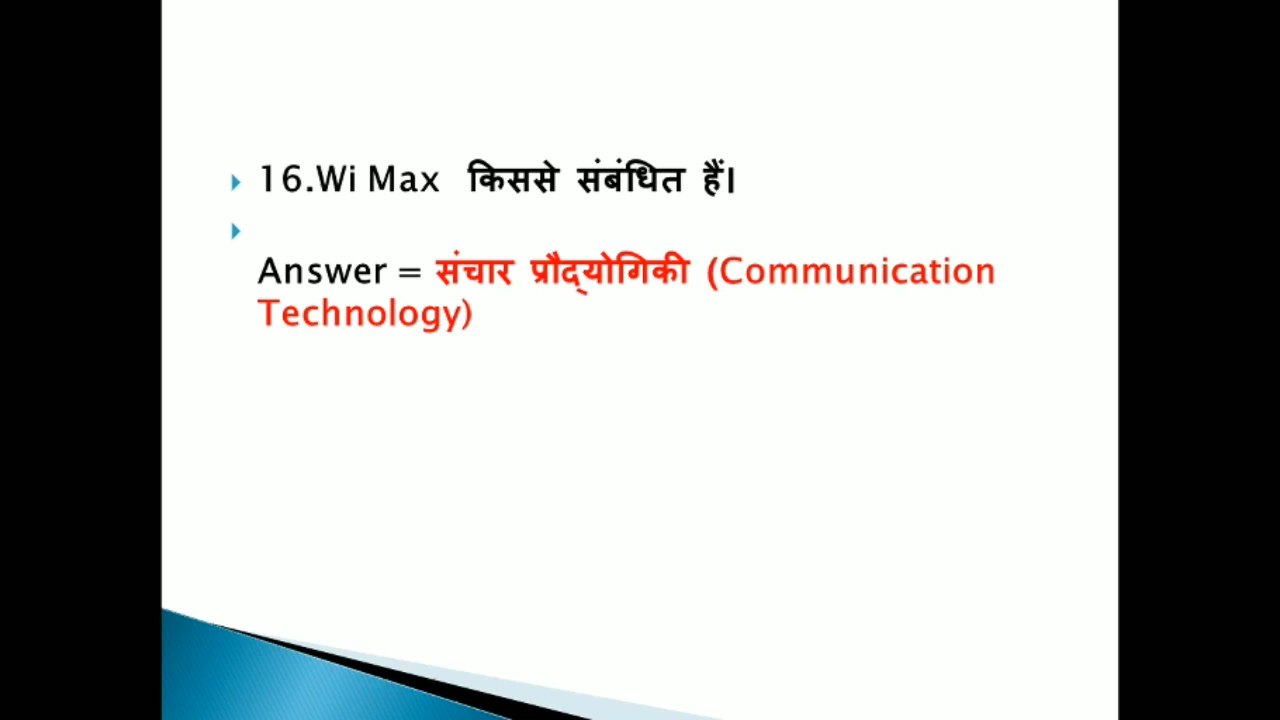 16.Wi Max किससे संबंधित हैं।
Answer = संचार प्रौद्योगिकी (Communication
Technology)